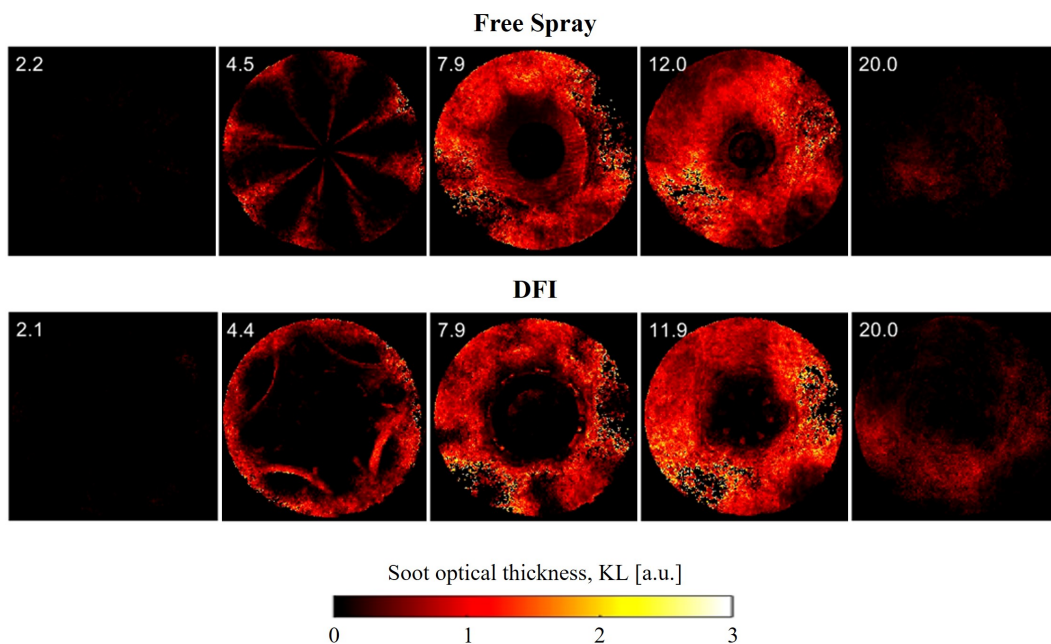 Free Spray
2.2 4.5 7.9 12.0 20.0
DFI
2.1 4.4 7.9 11.9 20.0
Soot optical thickness, KL [a.u.]
0 1 2 3